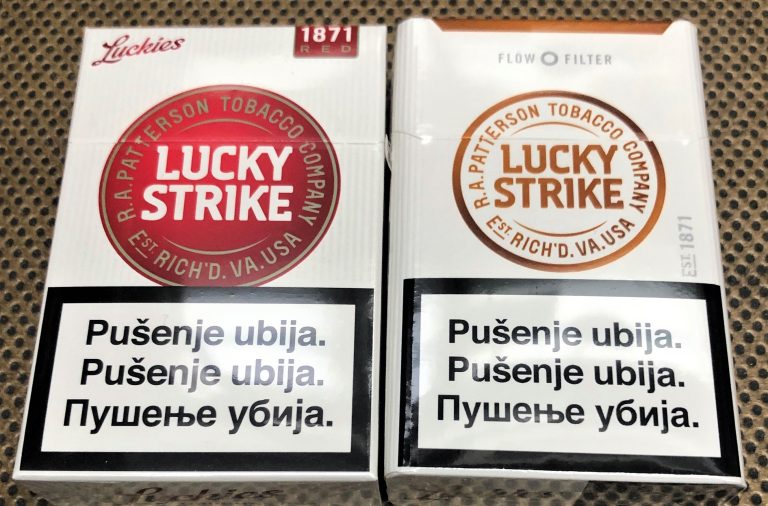 Luckies
1871
RED
R.A.PATTERSON TOBACCO COMPANY
LUCKY
STRIKE
EST. RICH'D. VA. USA
Pušenje ubija.
Pušenje ubija.
Пушење убија.
Luckies
FLOW FILTER
R.A.PATTERSON TOBACCO COMPANY
LUCKY
STRIKE
EST. RICH'D. VA. USA
EST. 1871
Pušenje ubija.
Pušenje ubija.
Пушење убија.